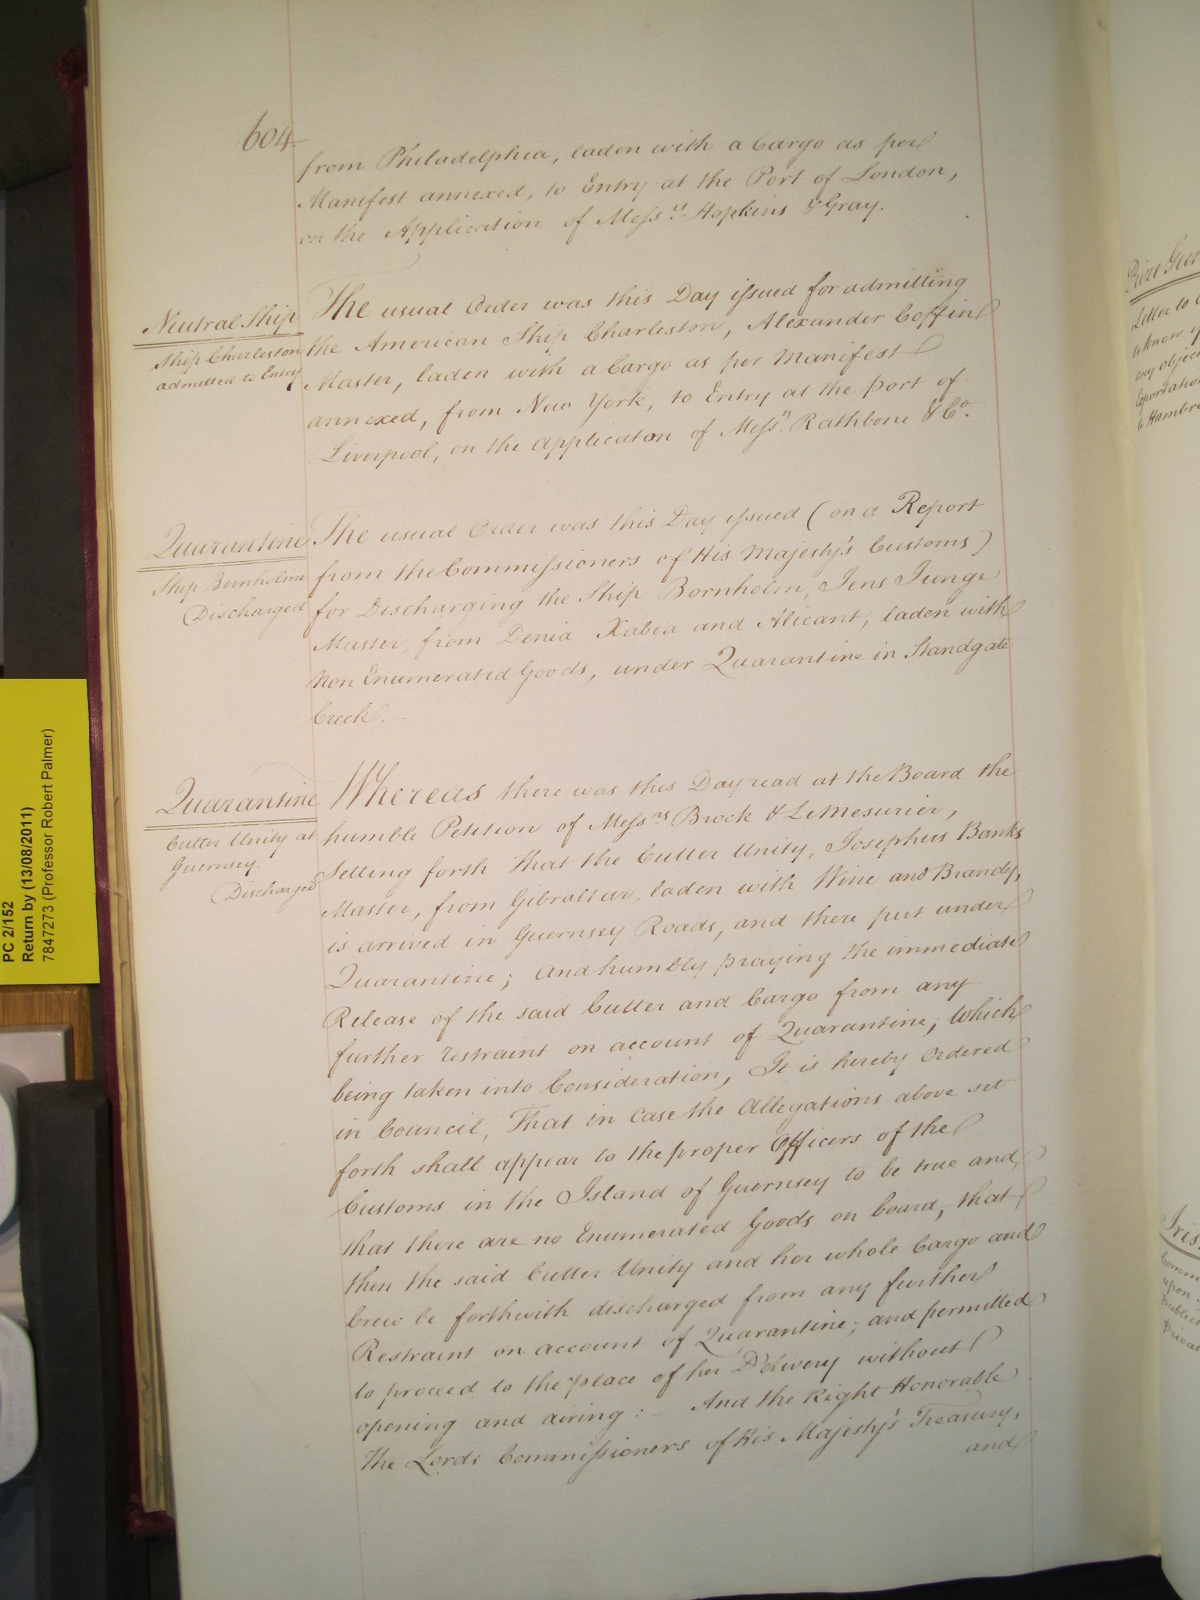 604
from Philadelphia, laden with a Cargo as per
Manifest annexed, to Entry at the Port of London,
on the Application of Mess.rs Hopkins & Gray.
Neutral Ship
Ship Charleston
admitted to Entry
The usual Order was this Day issued for admitting
the American Ship Charleston, Alexander Coffin
Master, laden with a Cargo as per Manifest
annexed, from New York, to Entry at the port of
Liverpool, on the applicaton of Mess.rs Rathbone & Co.
Quarantine
Ship Bornholme
Discharged
The usual Order was this Day issued (on a Report
from the Commissioners of His Majesty's Customs)
for Discharging the Ship Bornholm, Jens Junge
Master, from Denia Xabia and Alicant, laden with
Non Enumerated Goods, under Quarantine in Standgate
Creek.
Quarantine
Cutter Unity at
Guernsey.
Discharged
Whereas there was this Day read at the Board the
humble Petition of Mess.rs Brock & LeMesurier,
Setting forth That the Cutter Unity, Josephus Banks
Master, from Gibraltar, laden with Wine and Brandy,
is arrived in Guernsey Roads, and there put under
Quarantine; And humbly praying the immediate
Release of the said Cutter and Cargo from any
further restraint on account of Quarantine; Which
being taken into Consideration, It is hereby Ordered
in Council, That in case the Allegations above set
forth shall appear to the proper Officers of the
Customs in the Island of Guernsey to be true and
that there are no Enumerated Goods on board, that
then the said Cutter Unity and her whole Cargo and
Crew be forthwith discharged from any further
Restraint on account of Quarantine; and permitted
to proceed to the place of her Delivery without
opening and airing: And the Right Honorable
the Lords Commissioners of His Majesty's Treasury,
and
PC 2/152
Return by (13/08/2011)
7847273 (Professor Robert Palmer)
Letter to
to know
any objec
to Hambr
upon